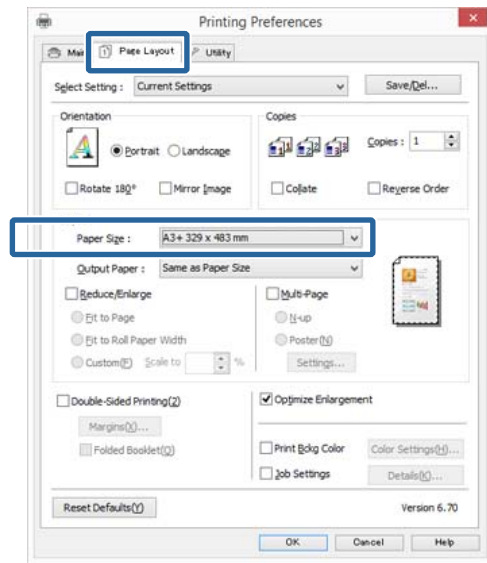 Printing Preferences
Main Page Layout Utility
Select Setting : Current Settings Save/Del...
Orientation Copies
Portrait Landscape Copies : 1
Rotate 180° Mirror Image Collate Reverse Order
Paper Size : A3+ 329 x 483 mm
Output Paper : Same as Paper Size
Reduce/Enlarge Multi-Page
Fit to Page N-up
Fit to Roll Paper Width Poster(N)
Custom(F) Scale to % Settings...
Double-Sided Printing(2) Optimize Enlargement
Margins(X)...
Folded Booklet(Q) Print Bckg Color Color Settings(H)...
Job Settings Details(K)...
Reset Defaults(Y) Version 6.70
OK Cancel Help